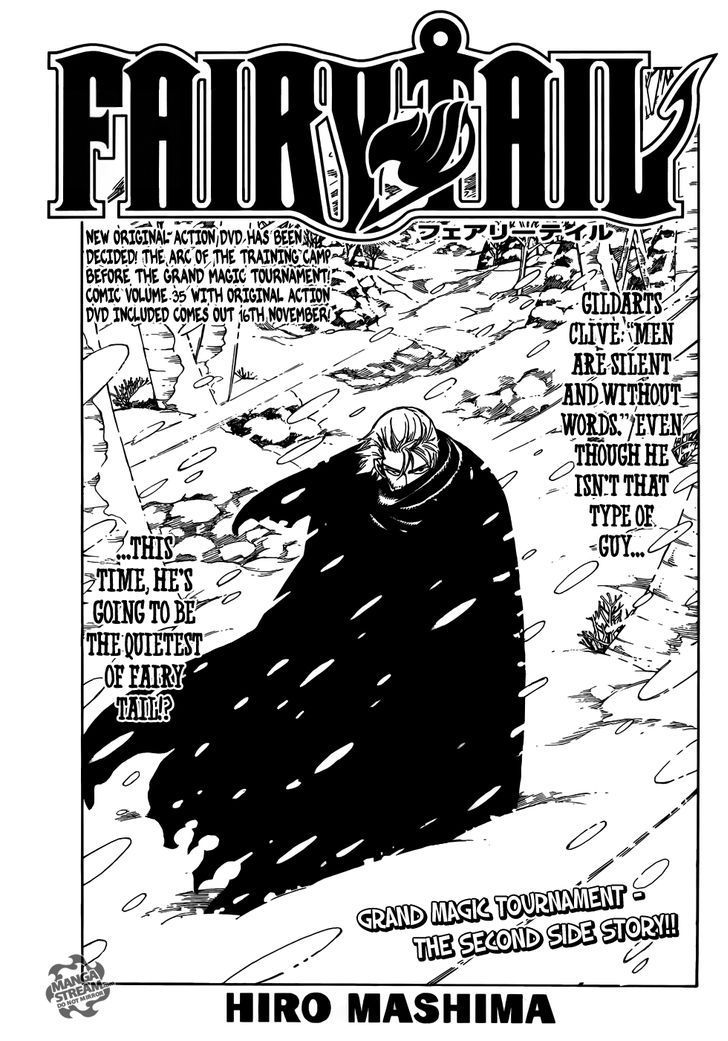 FAIRY TAIL
フェアリーテイル
NEW ORIGINAL ACTION DVD HAS BEEN
DECIDED! THE ARC OF THE TRAINING CAMP
BEFORE THE GRAND MAGIC TOURNAMENT!
COMIC VOLUME 35 WITH ORIGINAL ACTION
DVD INCLUDED COMES OUT 16TH NOVEMBER!
GILDARTS
CLIVE: "MEN
ARE SILENT
AND WITHOUT
WORDS." EVEN
THOUGH HE
ISN'T THAT
TYPE OF
GUY...
...THIS
TIME, HE'S
GOING TO BE
THE QUIETEST
OF FAIRY
TAIL!?
GRAND MAGIC TOURNAMENT -
THE SECOND SIDE STORY!!
MANGA
STREAM
DO NOT MIRROR
HIRO MASHIMA